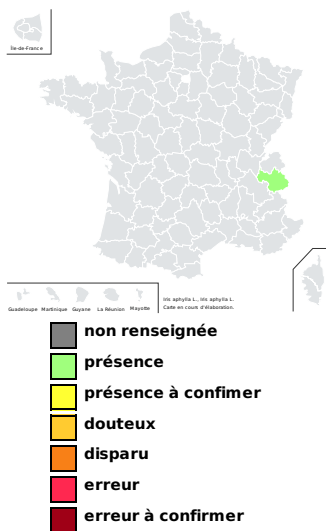 Île-de-France
Guadeloupe Martinique Guyane La Réunion Mayotte
Iris aphylla L., Iris aphylla L.
Carte en cours d'élaboration.
non renseignée
présence
présence à confimer
douteux
disparu
erreur
erreur à confirmer